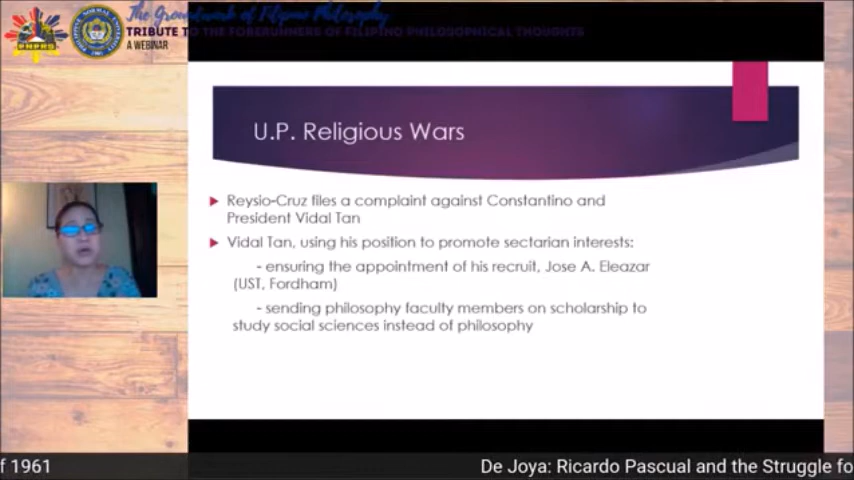 The Groundwork of Filipino Philosophy
TRIBUTE TO THE FORERUNNERS OF FILIPINO PHILOSOPHICAL THOUGHTS
A WEBINAR
U.P. Religious Wars
Reysio-Cruz files a complaint against Constantino and
President Vidal Tan
Vidal Tan, using his position to promote sectarian interests:
- ensuring the appointment of his recruit, Jose A. Eleazar
(UST, Fordham)
- sending philosophy faculty members on scholarship to
study social sciences instead of philosophy
f 1961
De Joya: Ricardo Pascual and the Struggle fo